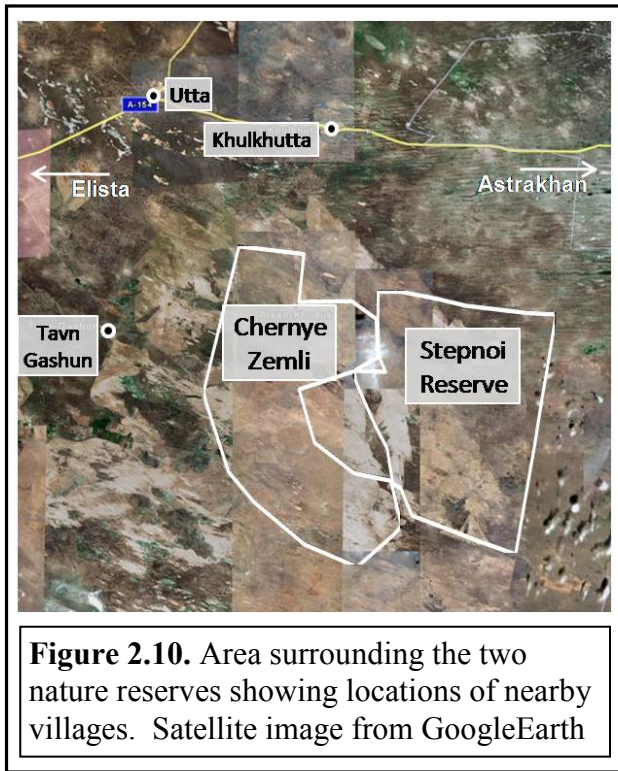 Utta
A-154
Khulkhutta
Elista
Astrakhan
Chernye
Zemli
Stepnoi
Reserve
Tavn
Gashun
Figure 2.10. Area surrounding the two
nature reserves showing locations of nearby
villages. Satellite image from GoogleEarth